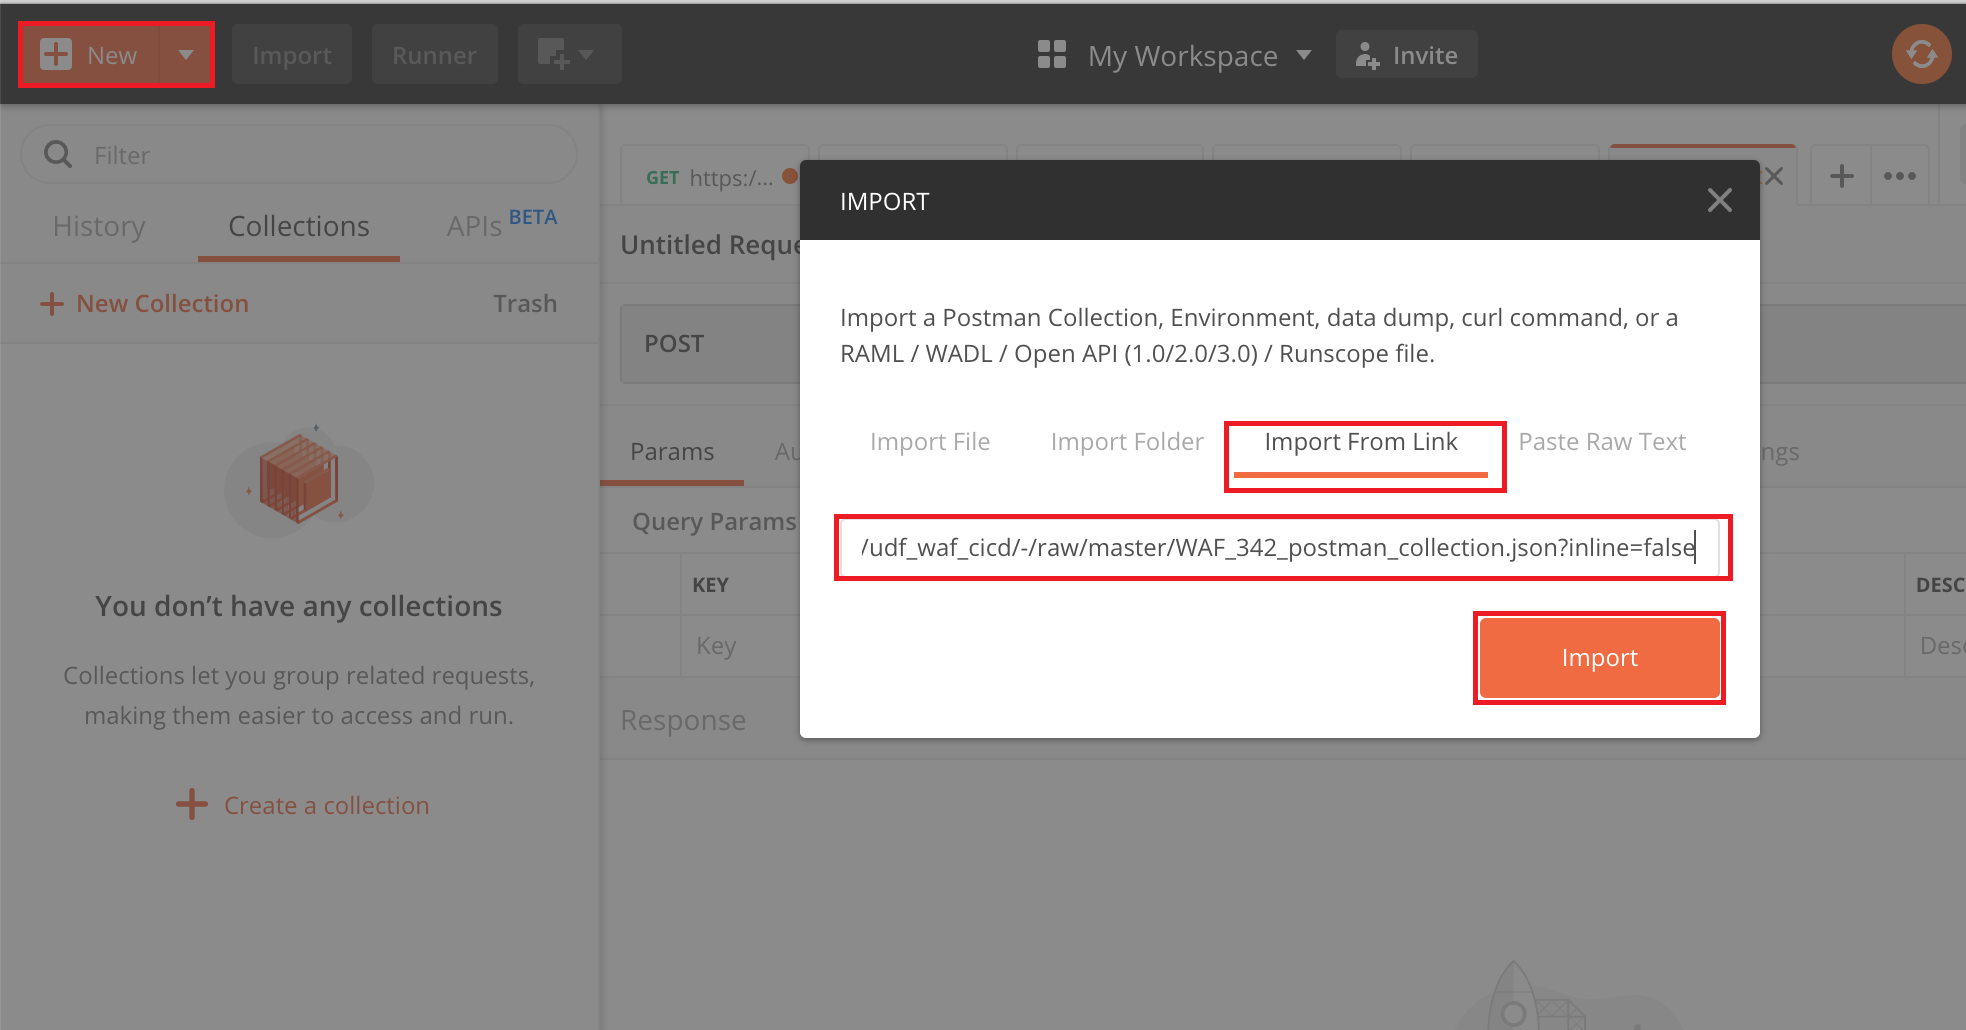 New
Import
Runner
My Workspace
Invite
Filter
History
Collections
APIs BETA
New Collection
Trash
You don’t have any collections
Collections let you group related requests,
making them easier to access and run.
Create a collection
GET https:/...
Untitled Reque
POST
Params
Au
ngs
Query Params
KEY
DESC
Key
Desc
Response
IMPORT
Import a Postman Collection, Environment, data dump, curl command, or a
RAML / WADL / Open API (1.0/2.0/3.0) / Runscope file.
Import File
Import Folder
Import From Link
Paste Raw Text
/udf_waf_cicd/-/raw/master/WAF_342_postman_collection.json?inline=false
Import